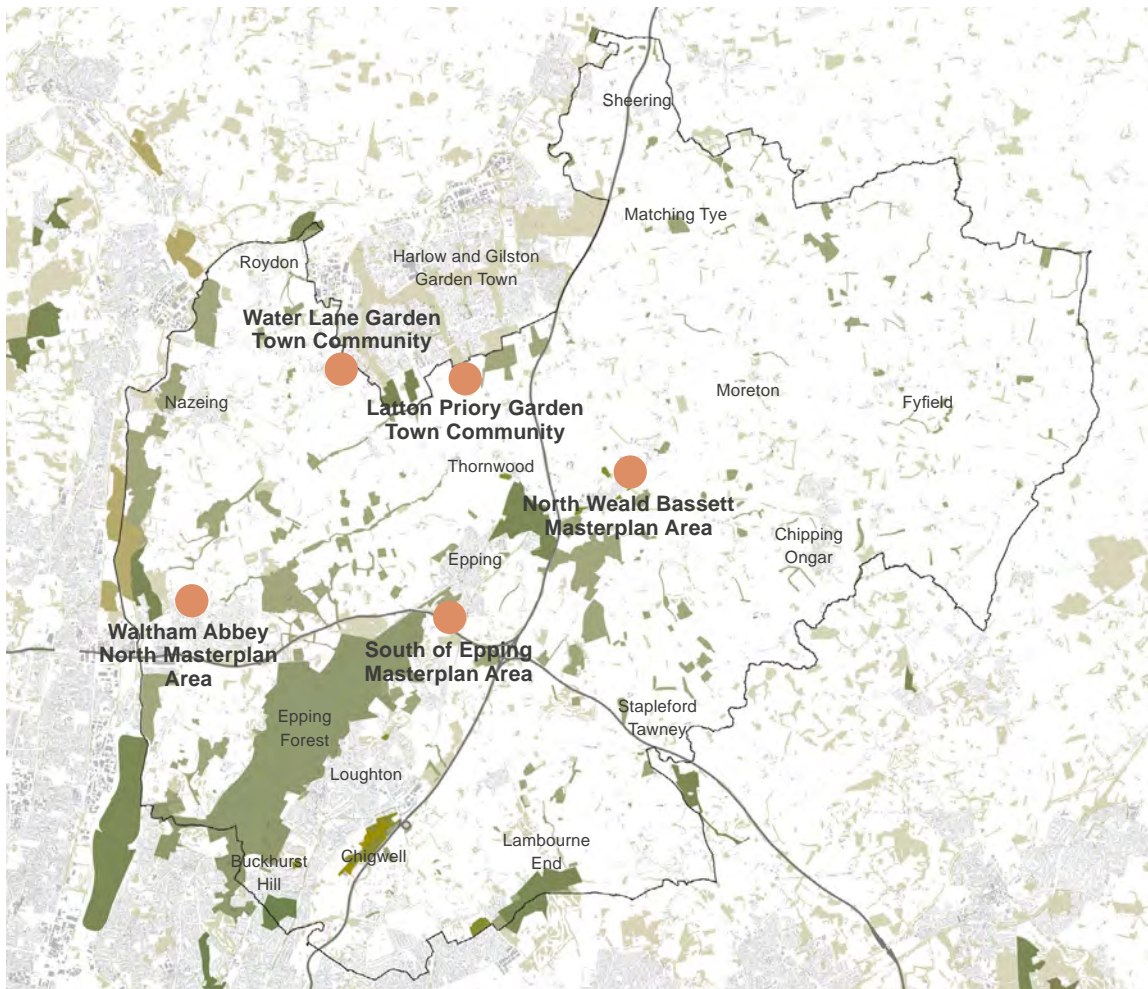 Sheering
Matching Tye
Roydon
Harlow and Gilston
Garden Town
Water Lane Garden
Town Community
Nazeing
Latton Priory Garden
Town Community
Moreton
Fyfield
Thornwood
North Weald Bassett
Masterplan Area
Chipping
Ongar
Epping
Waltham Abbey
North Masterplan
Area
South of Epping
Masterplan Area
Stapleford
Tawney
Epping
Forest
Loughton
Lambourne
End
Buckhurst
Hill
Chigwell